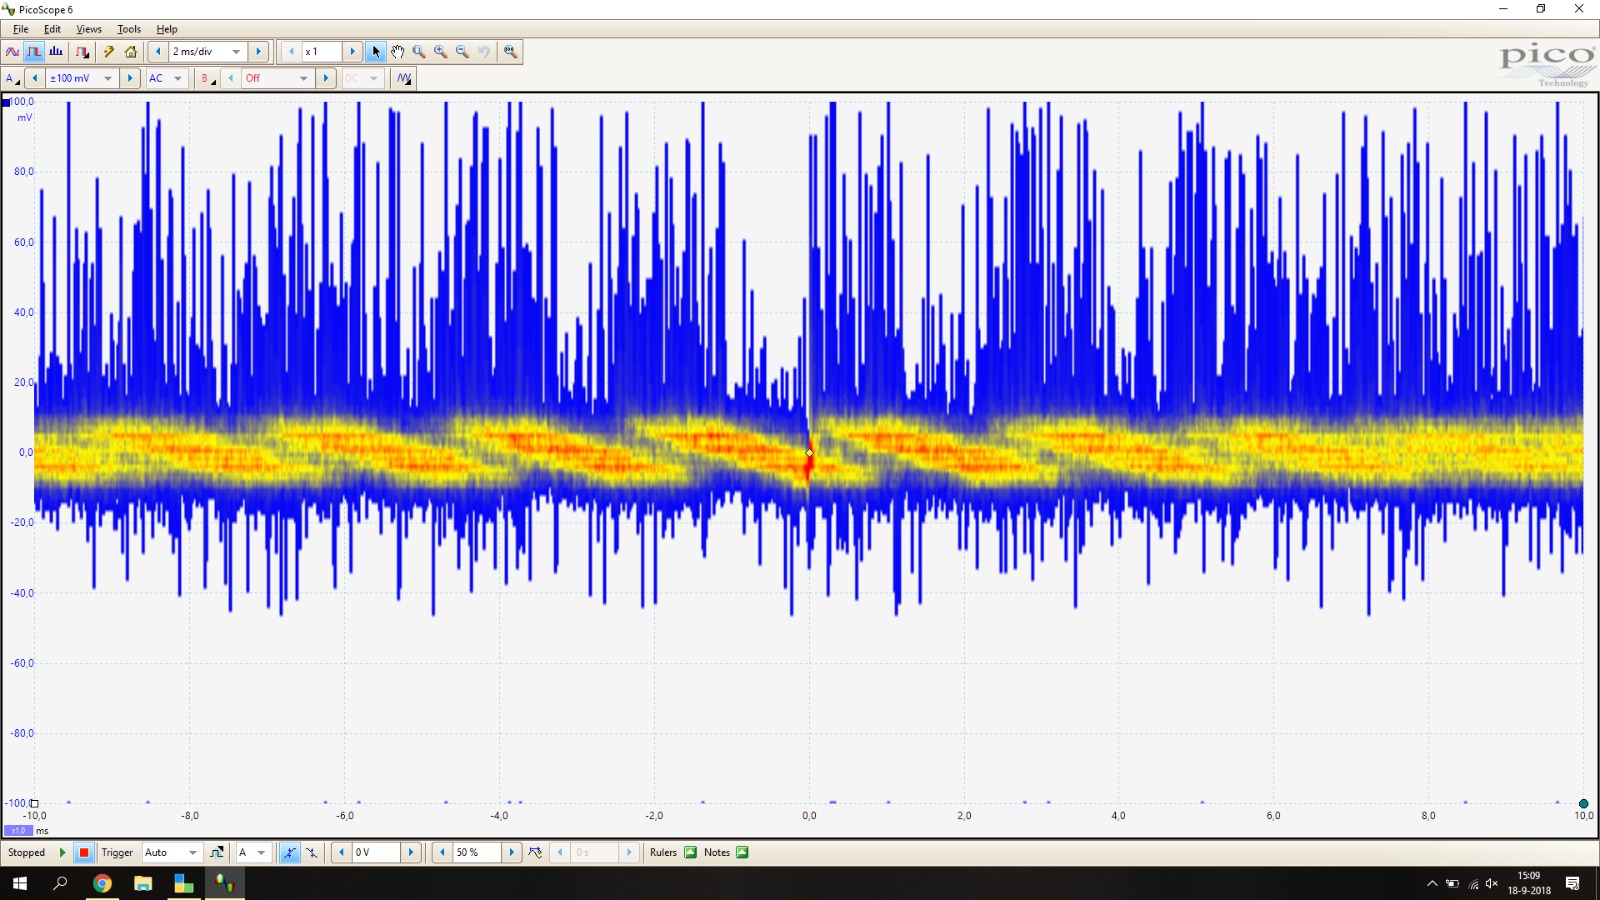 PicoScope 6
File Edit Views Tools Help
2 ms/div x 1
pico
Technology
A ±100 mV AC B Off DC
100,0
mV
80,0
60,0
40,0
20,0
0,0
-20,0
-40,0
-60,0
-80,0
-100,0
-10,0 -8,0 -6,0 -4,0 -2,0 0,0 2,0 4,0 6,0 8,0 10,0
x1.0 ms
Stopped Trigger Auto A 0 V 50 % 0 s Rulers Notes
15:09
18-9-2018